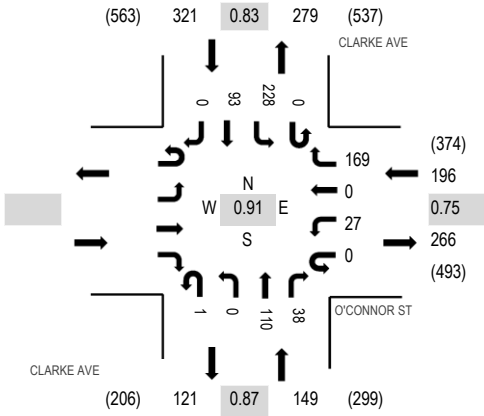 (563) 321 0.83 279 (537)
CLARKE AVE
0 93 228 0
(374)
169
196
N
0
W 0.91 E
0.75
27
S
266
0
(493)
1 0 110 38
O'CONNOR ST
CLARKE AVE
(206) 121 0.87 149 (299)